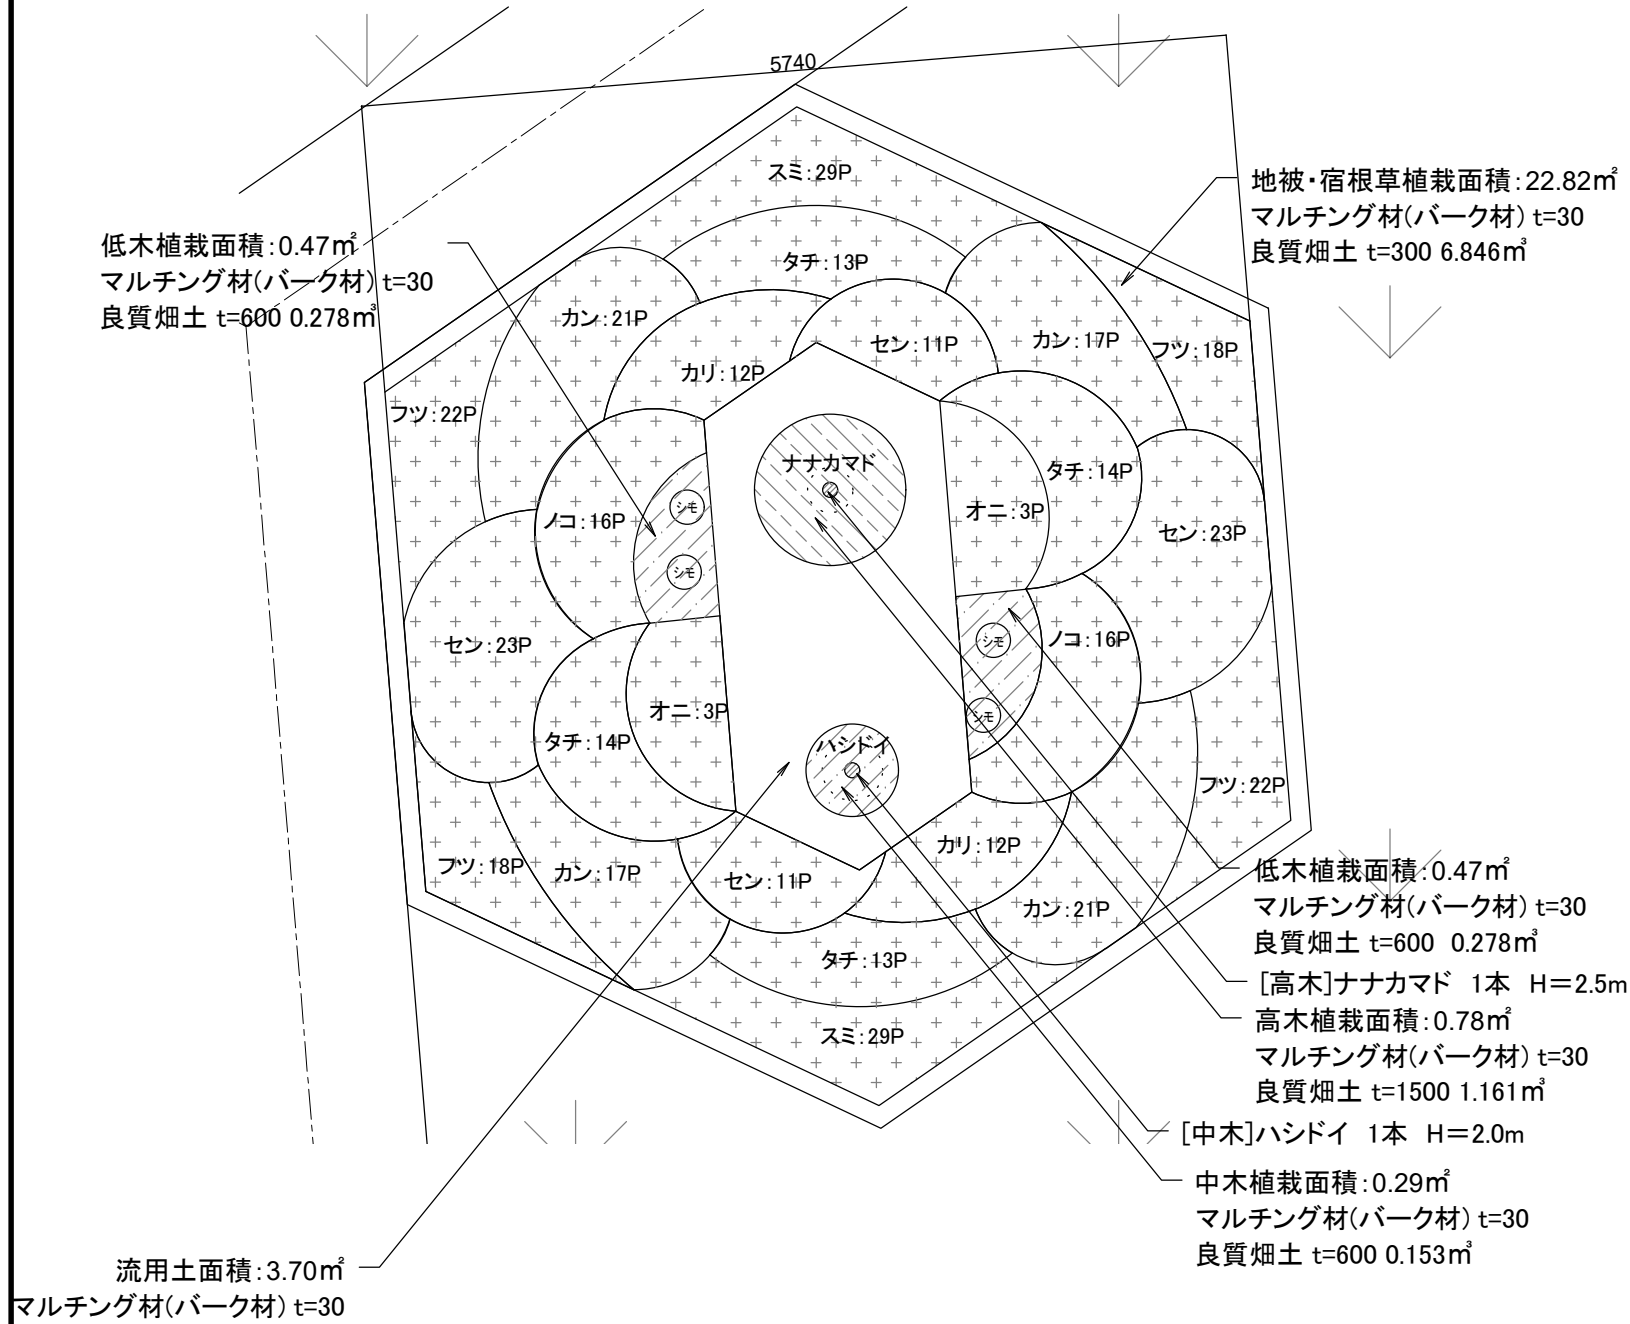 5740
スミ:29P
地被・宿根草植栽面積:22.82㎡
マルチング材(バーク材) t=30
良質畑土 t=300 6.846㎥
低木植栽面積:0.47㎡
マルチング材(バーク材) t=30
良質畑土 t=600 0.278㎥
タチ:13P
カン:21P
セン:11P
カン:17P
フツ:18P
カリ:12P
フツ:22P
ナナカマド
タチ:14P
シモ
オニ:3P
ノコ:16P
セン:23P
シモ
セン:23P
シモ
ノコ:16P
オニ:3P
シモ
タチ:14P
ハシドイ
フツ:22P
カリ:12P
フツ:18P
カン:17P
セン:11P
カン:21P
タチ:13P
スミ:29P
低木植栽面積:0.47㎡
マルチング材(バーク材) t=30
良質畑土 t=600 0.278㎥
[高木]ナナカマド 1本 H=2.5m
高木植栽面積:0.78㎡
マルチング材(バーク材) t=30
良質畑土 t=1500 1.161㎥
[中木]ハシドイ 1本 H=2.0m
中木植栽面積:0.29㎡
マルチング材(バーク材) t=30
良質畑土 t=600 0.153㎥
流用土面積:3.70㎡
マルチング材(バーク材) t=30